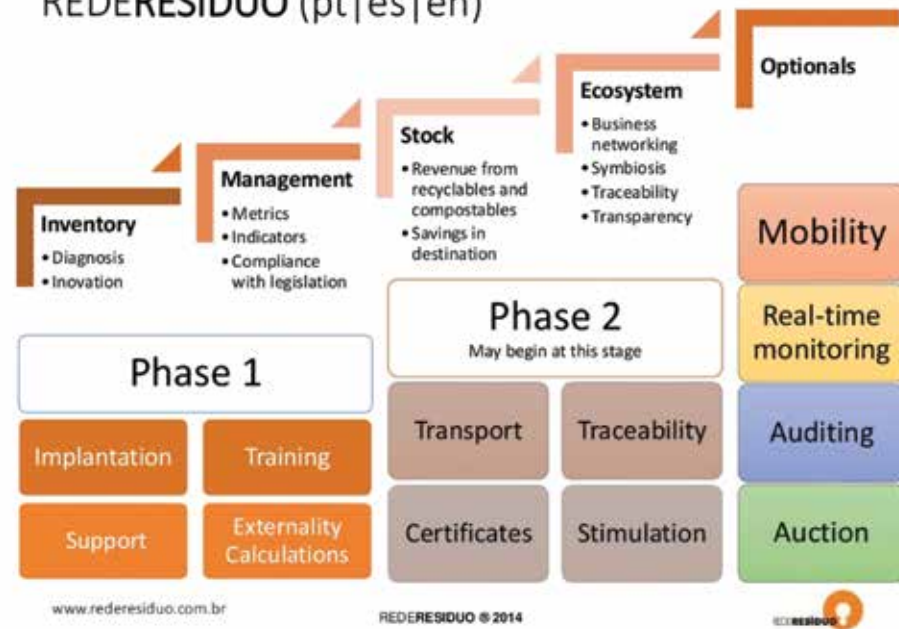 REDERESIDUO (pt|es|en)
Inventory
• Diagnosis
• Inovation
Management
• Metrics
• Indicators
• Compliance
with legislation
Stock
• Revenue from
recyclables and
compostables
• Savings in
destination
Ecosystem
• Business
networking
• Symbiosis
• Traceability
• Transparency
Optionals
Phase 1
Implantation
Training
Support
Externality
Calculations
Phase 2
May begin at this stage
Transport
Traceability
Certificates
Stimulation
Mobility
Real-time
monitoring
Auditing
Auction
www.rederesiduo.com.br
REDERESIDUO ® 2014
REDERESIDUO